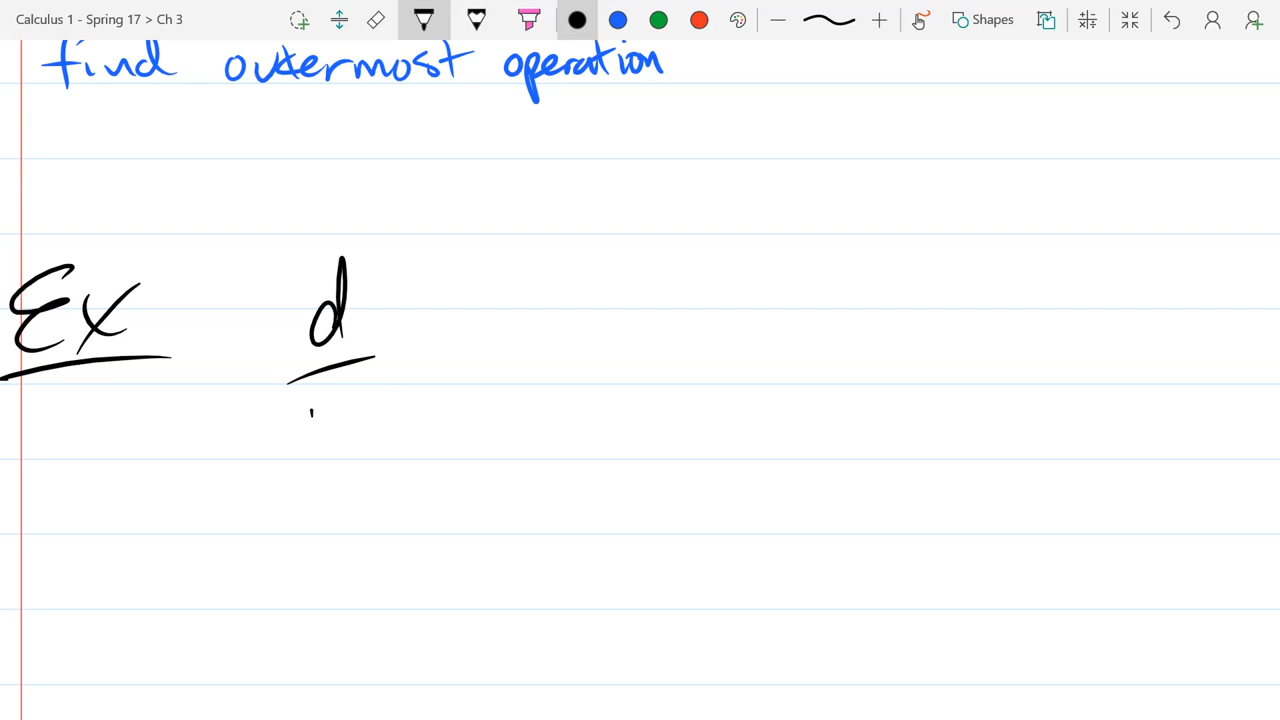 Calculus 1 - Spring 17 > Ch 3
Shapes
find outermost operation
Ex d